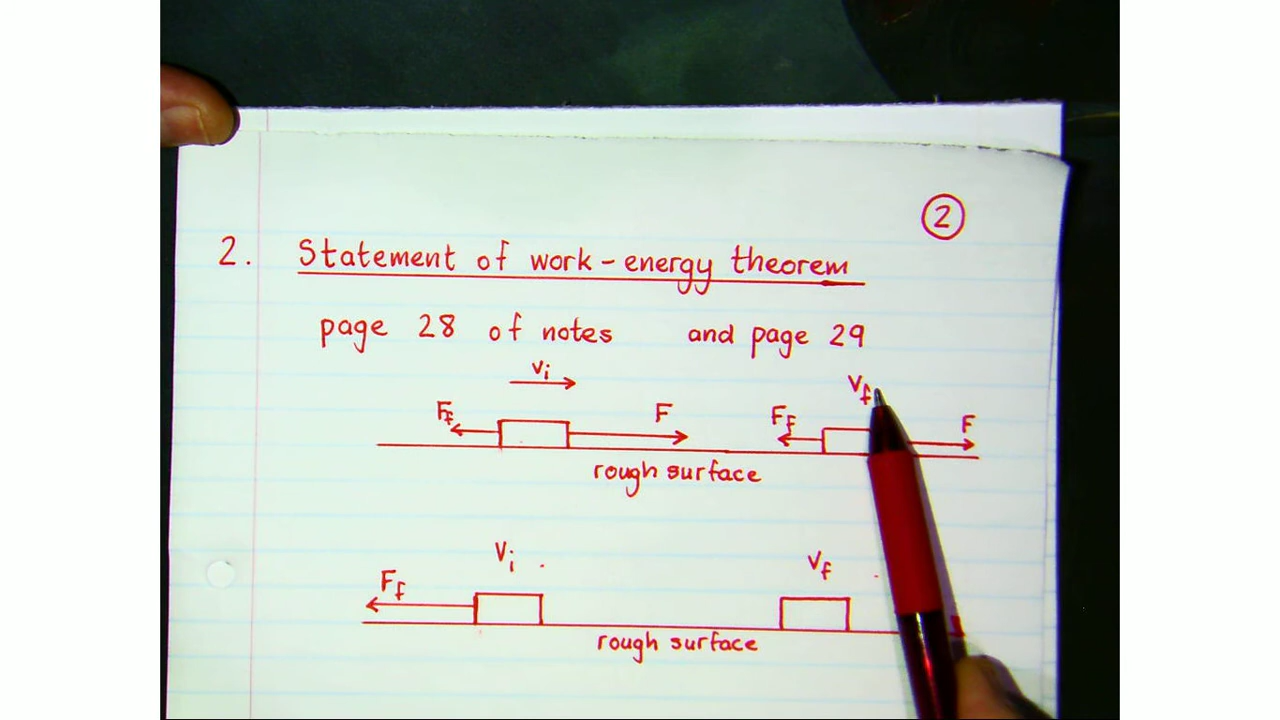 2
2. Statement of work-energy theorem
page 28 of notes and page 29
vi vf
Ff F Ff F
rough surface
vi vf
Ff
rough surface